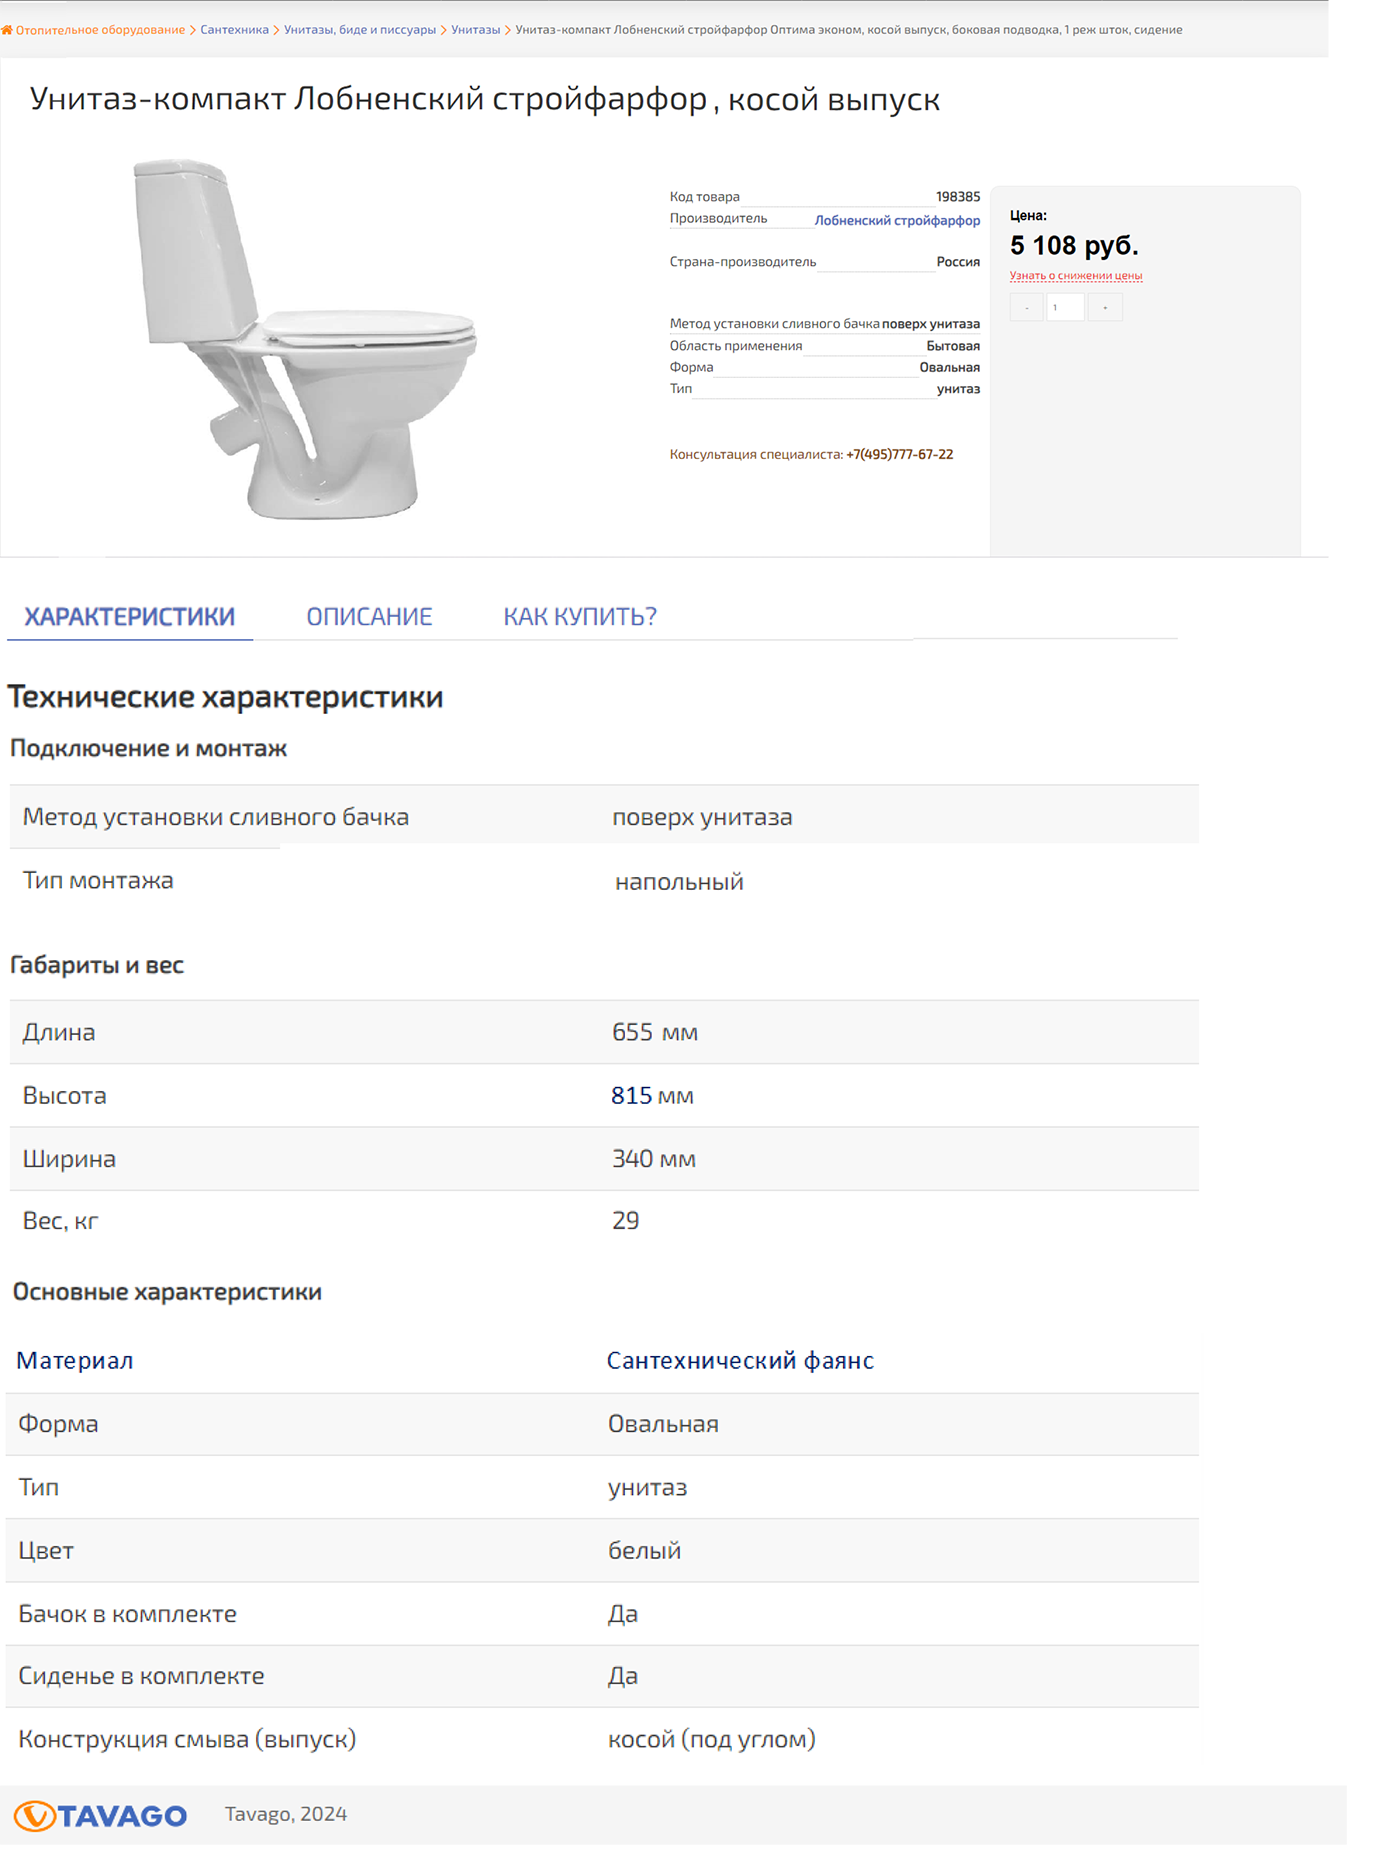 Отопительное оборудование > Сантехника > Унитазы, биде и писсуары > Унитазы > Унитаз-компакт Лобненский стройфарфор Оптима эконом, косой выпуск, боковая подводка, 1 реж шток, сидение
Унитаз-компакт Лобненский стройфарфор , косой выпуск
Код товара 198385
Производитель Лобненский стройфарфор
Страна-производитель Россия
Метод установки сливного бачка поверх унитаза
Область применения Бытовая
Форма Овальная
Тип унитаз
Консультация специалиста: +7(495)777-67-22
Цена:
5 108 руб.
Узнать о снижении цены
- 1 +
ХАРАКТЕРИСТИКИ ОПИСАНИЕ КАК КУПИТЬ?
Технические характеристики
Подключение и монтаж
Метод установки сливного бачка поверх унитаза
Тип монтажа напольный
Габариты и вес
Длина 655 мм
Высота 815 мм
Ширина 340 мм
Вес, кг 29
Основные характеристики
Материал Сантехнический фаянс
Форма Овальная
Тип унитаз
Цвет белый
Бачок в комплекте Да
Сиденье в комплекте Да
Конструкция смыва (выпуск) косой (под углом)
TAVAGO Tavago, 2024